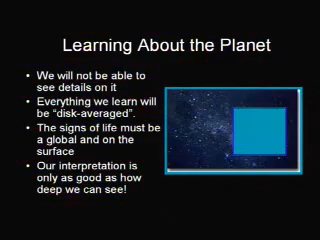 Learning About the Planet
• We will not be able to
see details on it
• Everything we learn will
be “disk-averaged”.
• The signs of life must be
a global and on the
surface
• Our interpretation is
only as good as how
deep we can see!